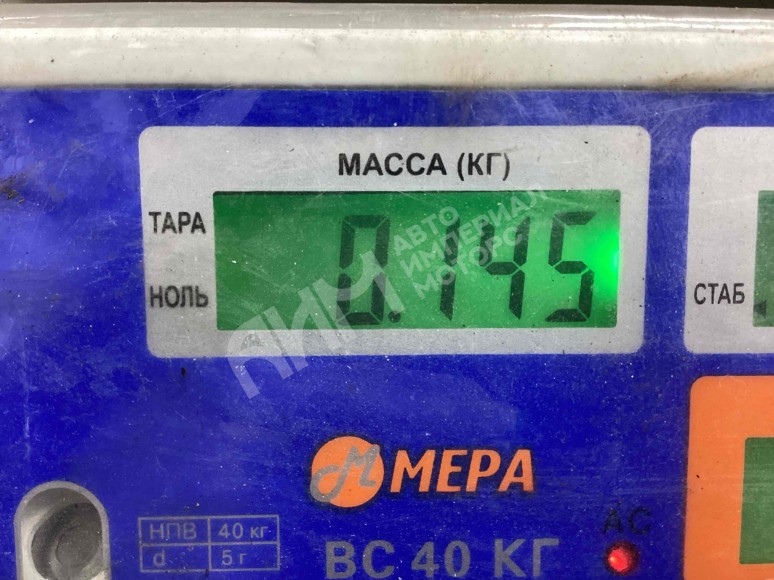 МАССА (КГ)
ТАРА
0.145
НОЛЬ
СТАБ
АИМ
АВТО
ИМПЕРИАЛ
МОТОРС
МЕРА
НПВ 40 кг
d 5 г
AC
ВС 40 КГ